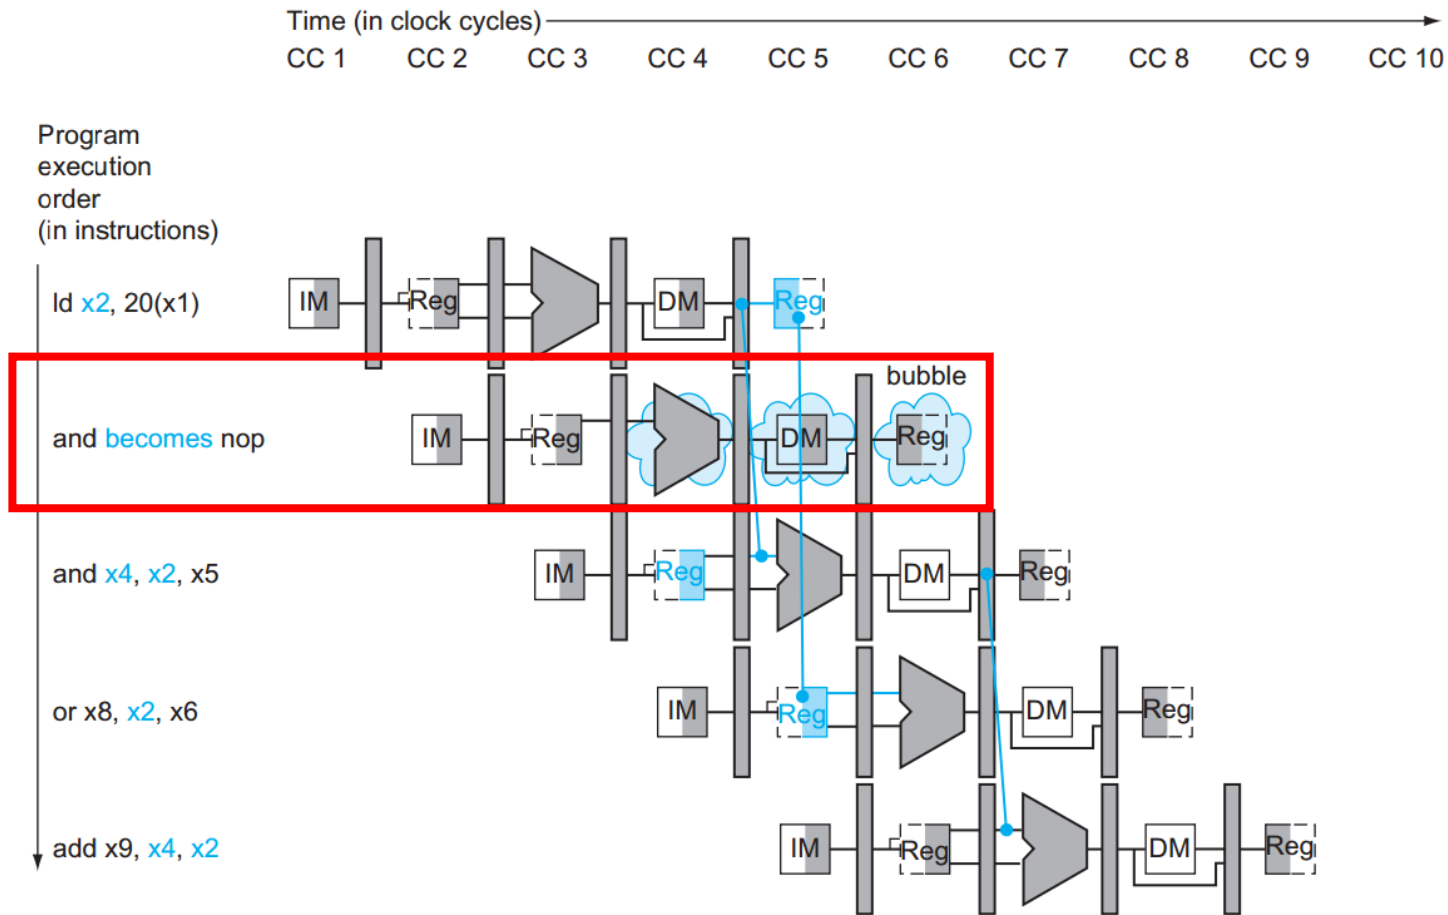 Time (in clock cycles)
CC 1 CC 2 CC 3 CC 4 CC 5 CC 6 CC 7 CC 8 CC 9 CC 10
Program
execution
order
(in instructions)
ld x2, 20(x1)
IM Reg DM Reg
bubble
and becomes nop
IM Reg DM Reg
and x4, x2, x5
IM Reg DM Reg
or x8, x2, x6
IM Reg DM Reg
add x9, x4, x2
IM Reg DM Reg